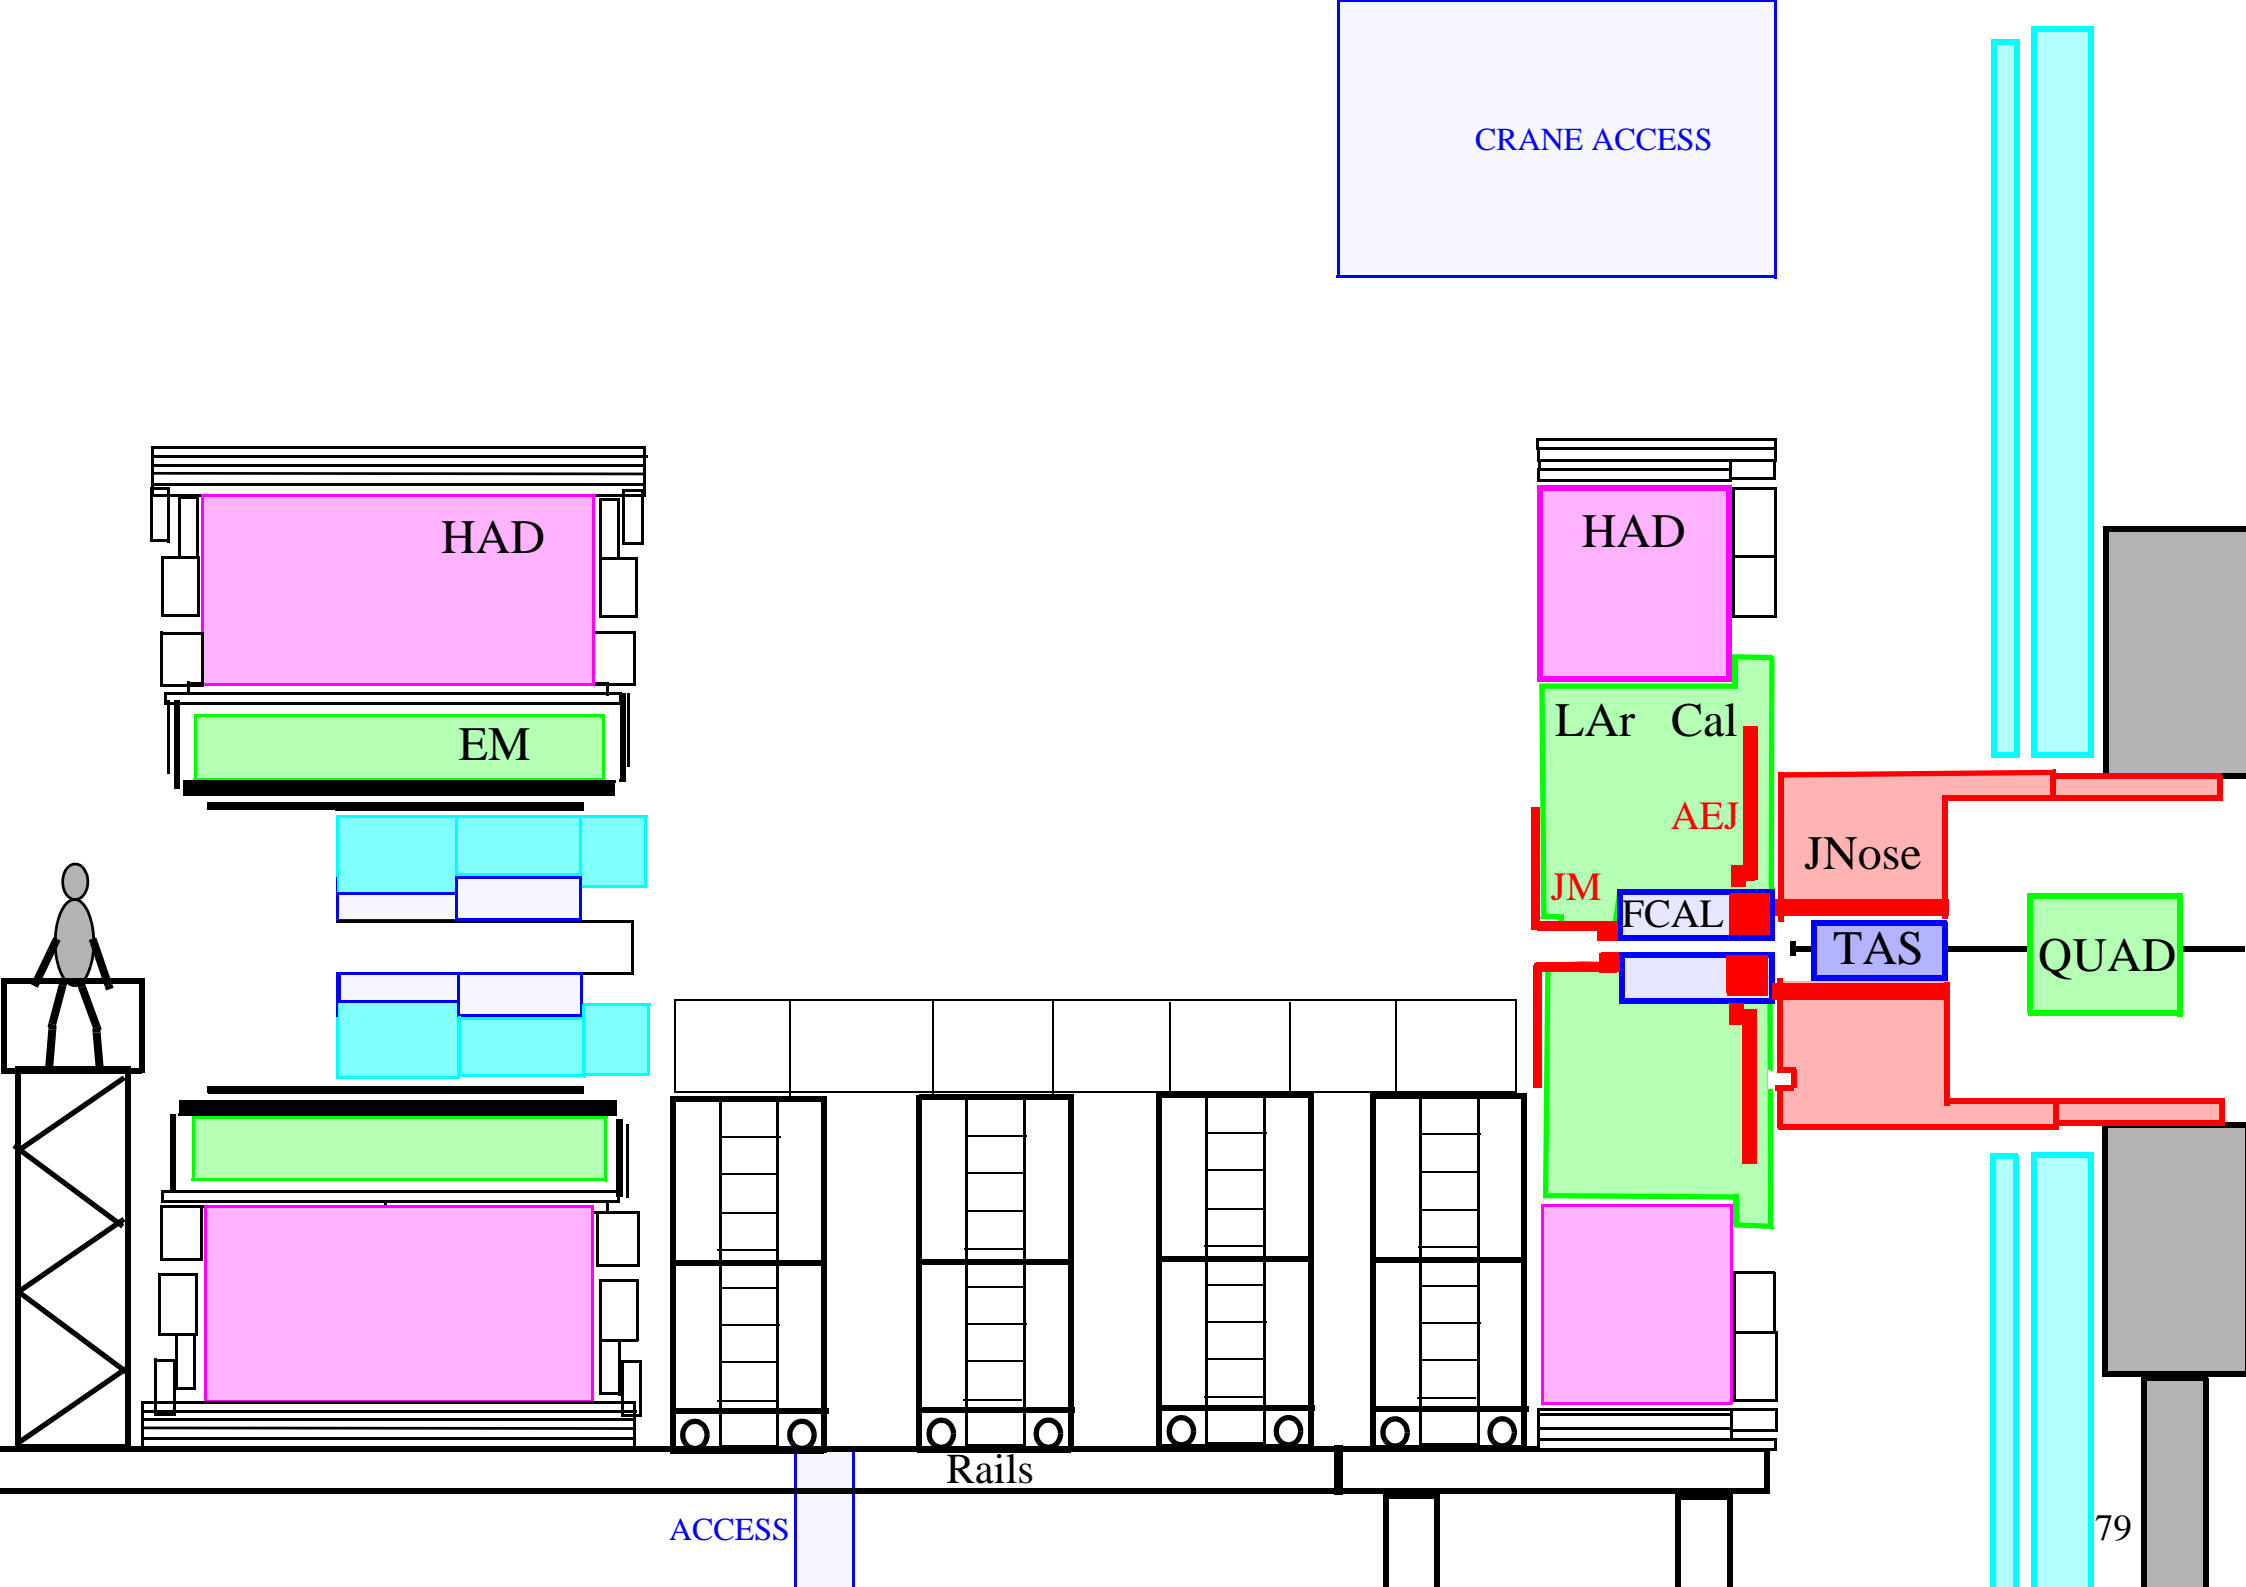 CRANE ACCESS
HAD
HAD
EM
LAr Cal
AEJ
JNose
JM
FCAL
TAS
QUAD
Rails
ACCESS
79